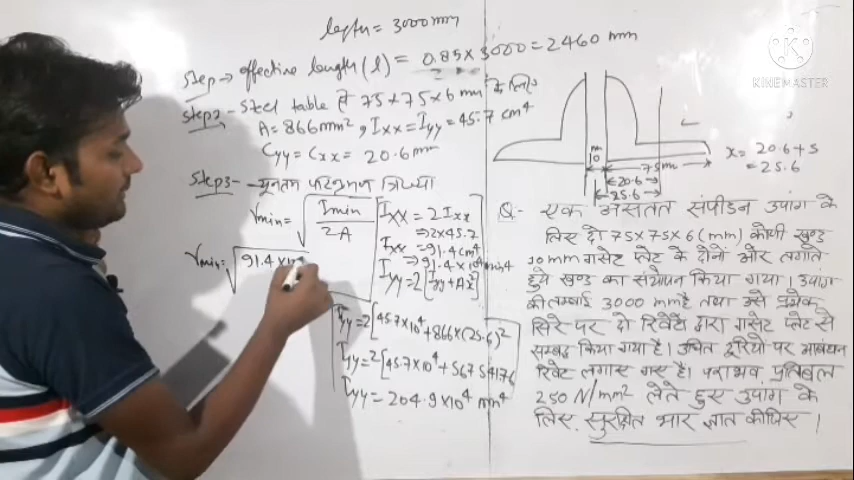 length = 3000mm
Step → effective length (l) = 0.85×3000 = 2460 mm
Step2 - Steel table से 75×75×6 mm के लिए
A = 866mm², Ixx = Iyy = 45.7 cm⁴
Cyy = Cxx = 20.6mm
Step3 - न्यूनतम परिभ्रमण त्रिज्या
rmin = √ Imin / 2A
rmin = √ 91.4×10
Ixx = 2Ixx
⇒ 2×45.7
Ixx = 91.4cm⁴
⇒ 91.4×10⁴ mm⁴
Iyy = 2[Iyy + Ax²]
Iyy = 2[45.7×10⁴ + 866×(25.6)²
Iyy = 2[45.7×10⁴ + 567541.76
Iyy = 204.9×10⁴ mm⁴
10
75mm
20.6
25.6
x = 20.6+5
= 25.6
Q:- एक असतत संपीडन उपांग के
लिए दो 75×75×6 (mm) कोणी खण्ड
10mm गासेट प्लेट के दोनों ओर लगाते
हुये खण्ड का संयोजन किया गया। उपांग
की लम्बाई 3000 mm है तथा उसे प्रत्येक
सिरे पर दो रिवेटों द्वारा गासेट प्लेट से
सम्बद्ध किया गया है। उचित दूरियों पर आबंधन
रिवेट लगाए गए है। पराभव प्रतिबल
250 N/mm² लेते हुए उपांग के
लिए सुरक्षित भार ज्ञात कीजिए।
KINEMASTER